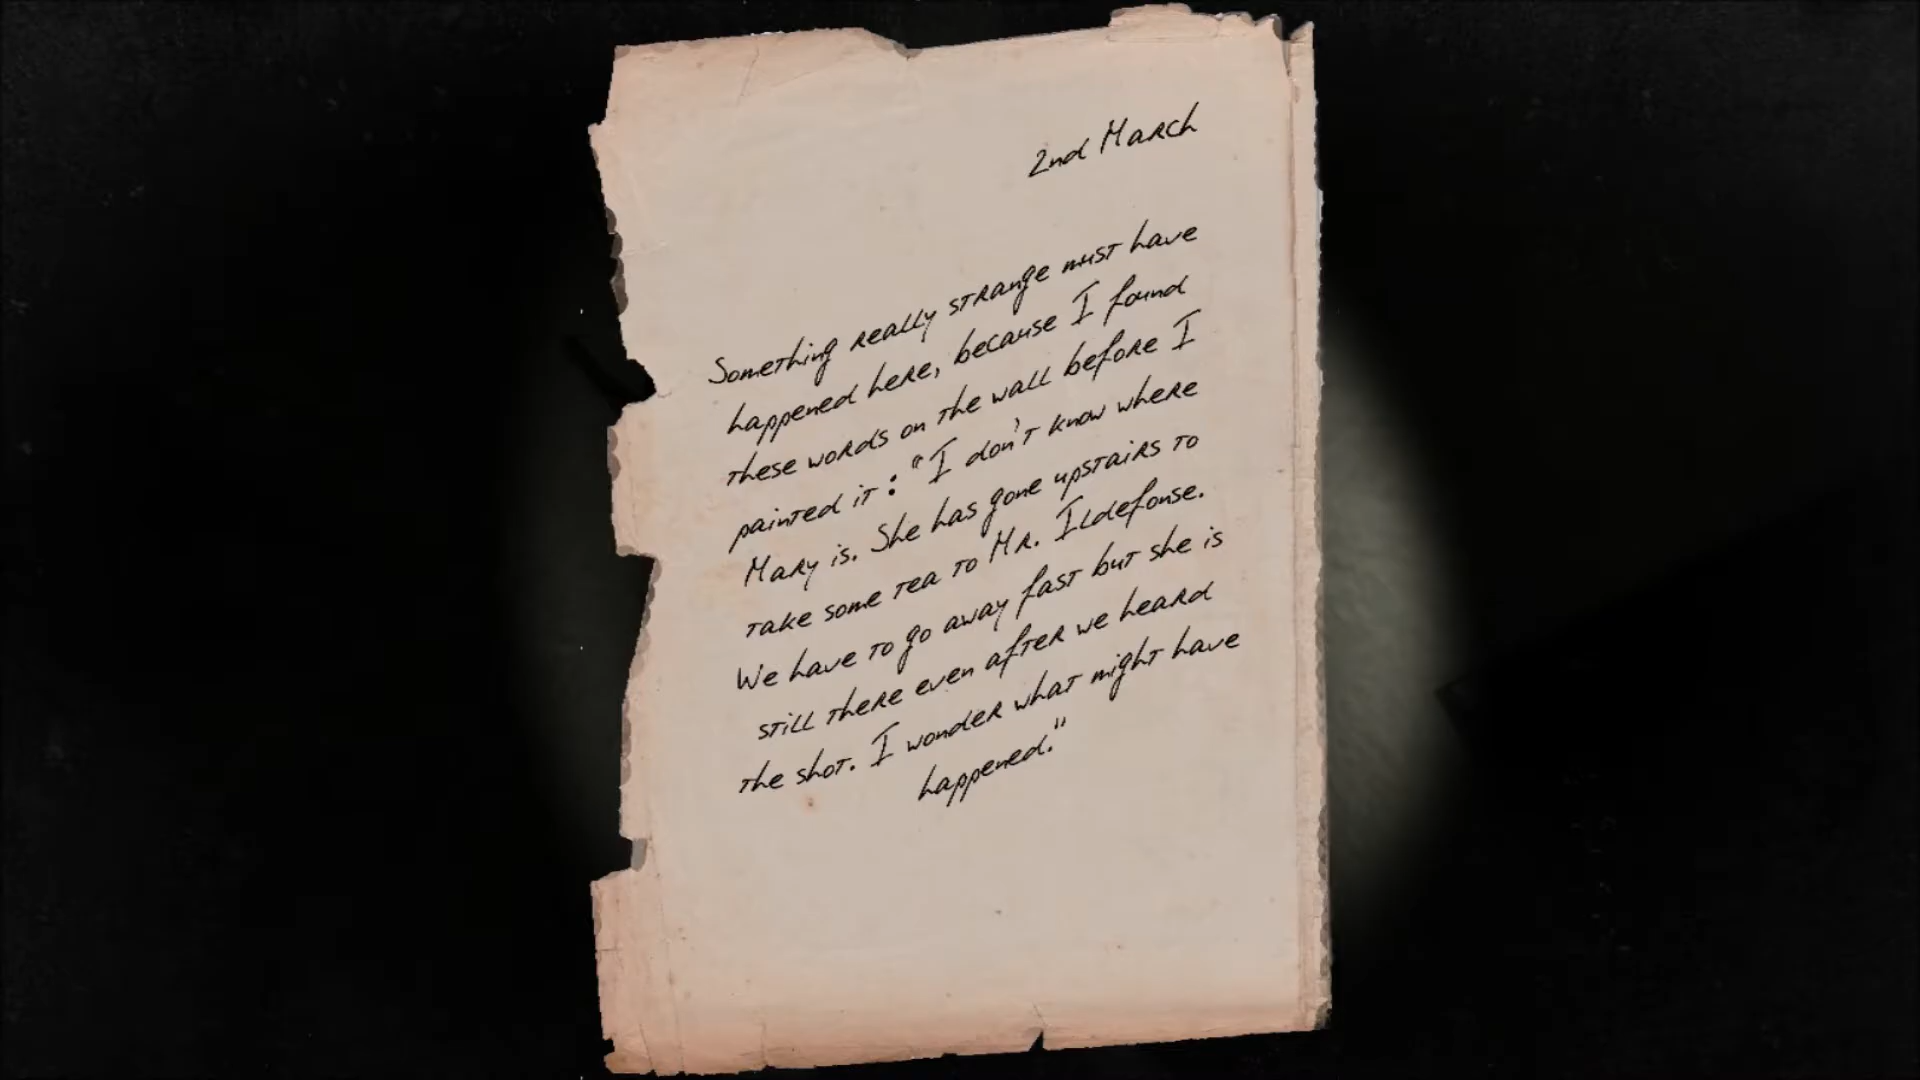 2nd March
Something really strange must have
happened here, because I found
these words on the wall before I
painted it: "I don't know where
Mary is. She has gone upstairs to
take some tea to Mr. Ildefonse.
We have to go away fast but she is
still there even after we heard
the shot. I wonder what might have
happened."